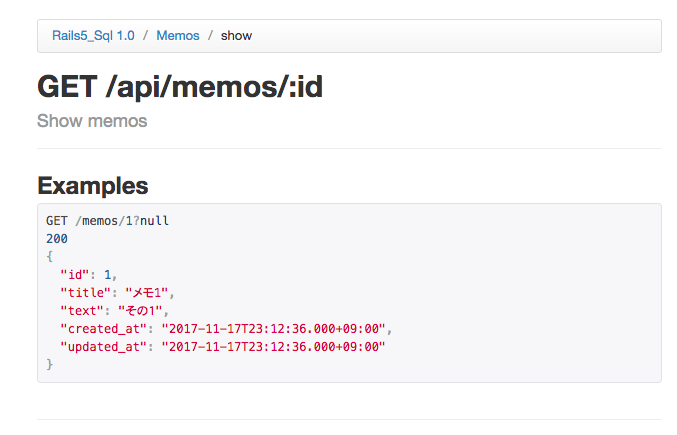 Rails5_Sql 1.0 / Memos / show
GET /api/memos/:id
Show memos
Examples
GET /memos/1?null
200
{
  "id": 1,
  "title": "メモ1",
  "text": "その1",
  "created_at": "2017-11-17T23:12:36.000+09:00",
  "updated_at": "2017-11-17T23:12:36.000+09:00"
}